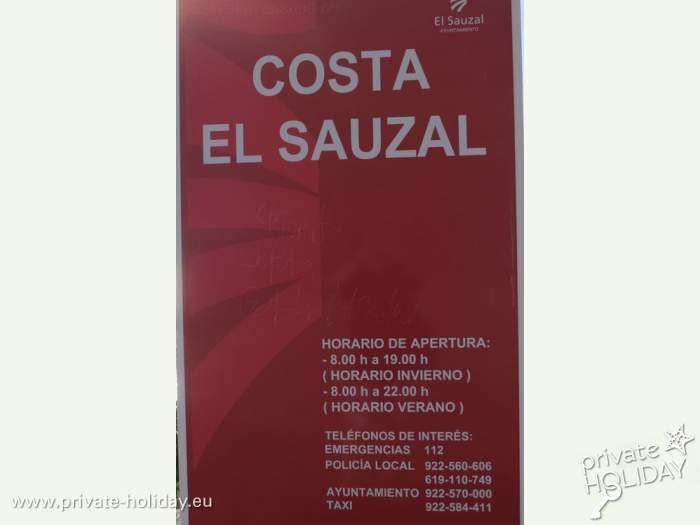 El Sauzal
AYUNTAMIENTO
COSTA
EL SAUZAL
HORARIO DE APERTURA:
- 8.00 h a 19.00 h
( HORARIO INVIERNO )
- 8.00 h a 22.00 h
( HORARIO VERANO )
TELÉFONOS DE INTERÉS:
EMERGENCIAS 112
POLICÍA LOCAL 922-560-606
619-110-749
AYUNTAMIENTO 922-570-000
TAXI 922-584-411
www.private-holiday.eu
private
HOLIDAY